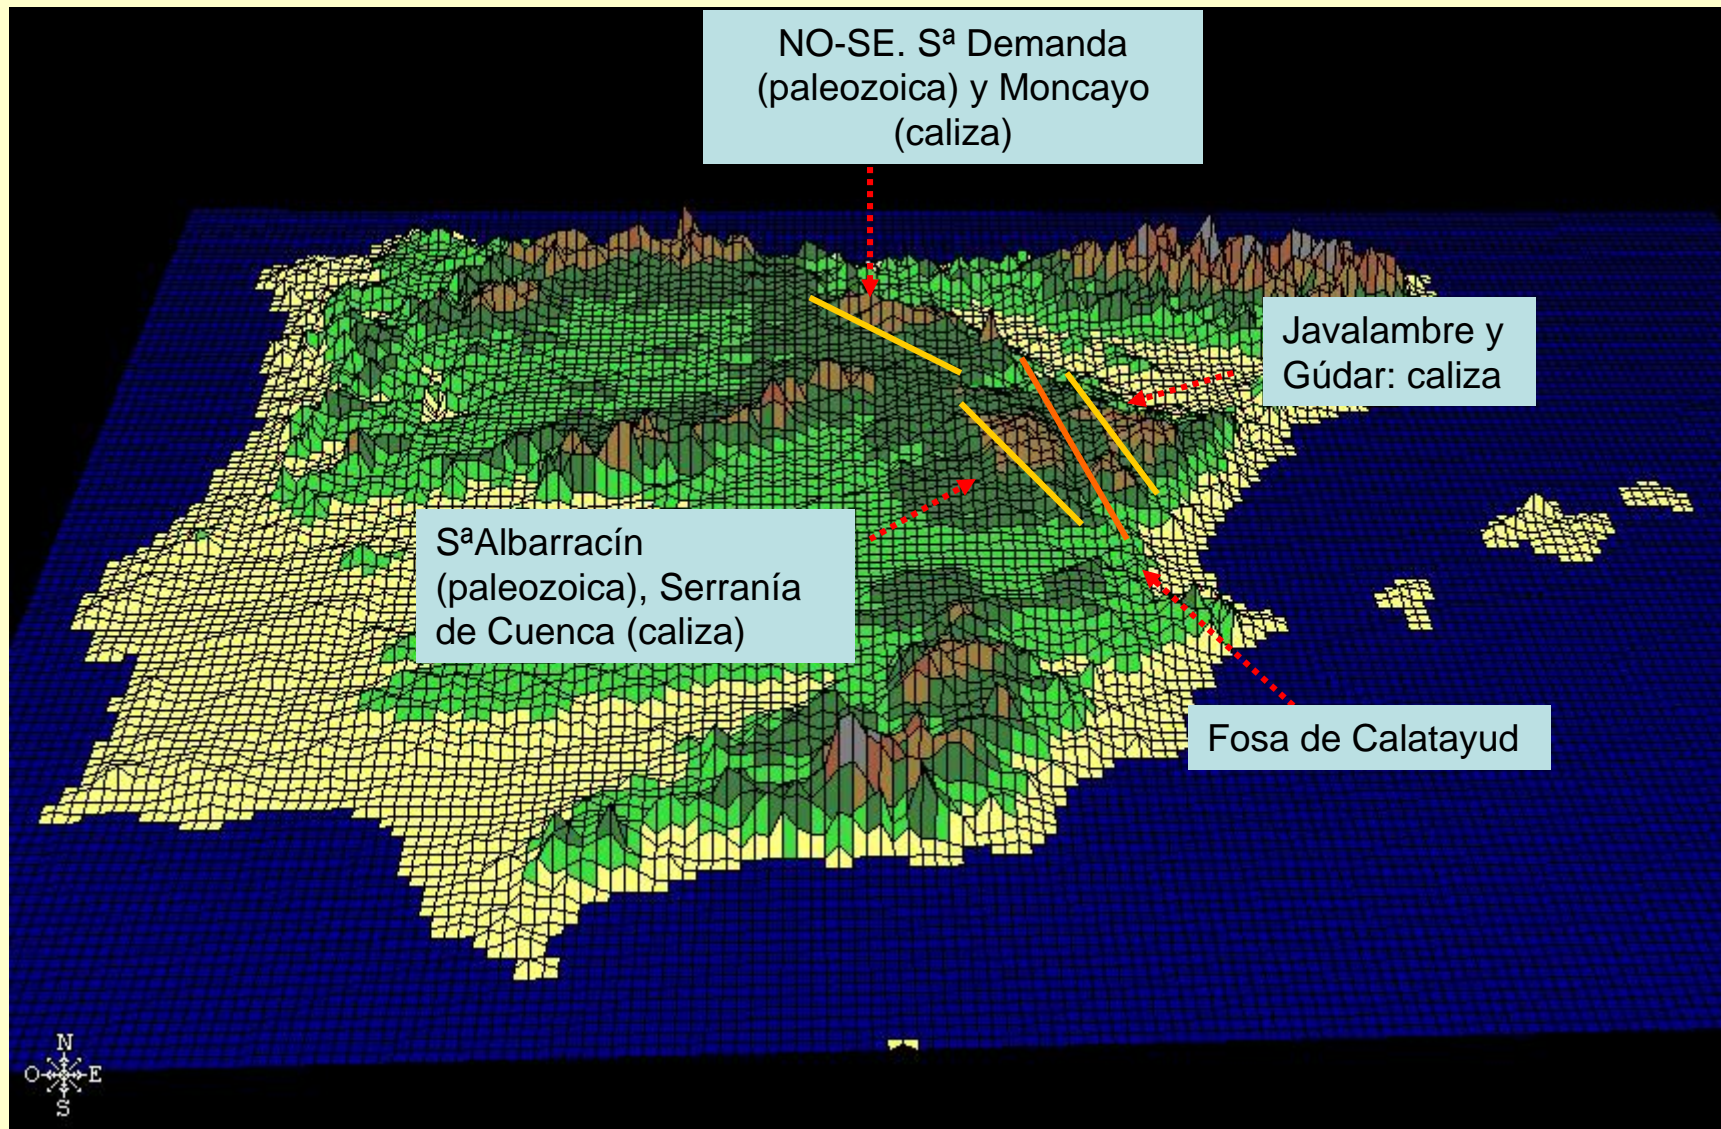 NO-SE. Sª Demanda
(paleozoica) y Moncayo
(caliza)
Javalambre y
Gúdar: caliza
SªAlbarracín
(paleozoica), Serranía
de Cuenca (caliza)
Fosa de Calatayud
N
O E
S